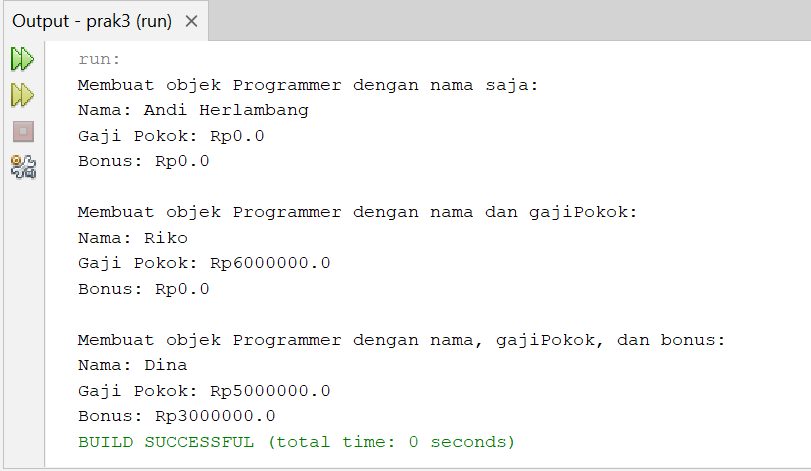 Output - prak3 (run)
run:
Membuat objek Programmer dengan nama saja:
Nama: Andi Herlambang
Gaji Pokok: Rp0.0
Bonus: Rp0.0
Membuat objek Programmer dengan nama dan gajiPokok:
Nama: Riko
Gaji Pokok: Rp6000000.0
Bonus: Rp0.0
Membuat objek Programmer dengan nama, gajiPokok, dan bonus:
Nama: Dina
Gaji Pokok: Rp5000000.0
Bonus: Rp3000000.0
BUILD SUCCESSFUL (total time: 0 seconds)